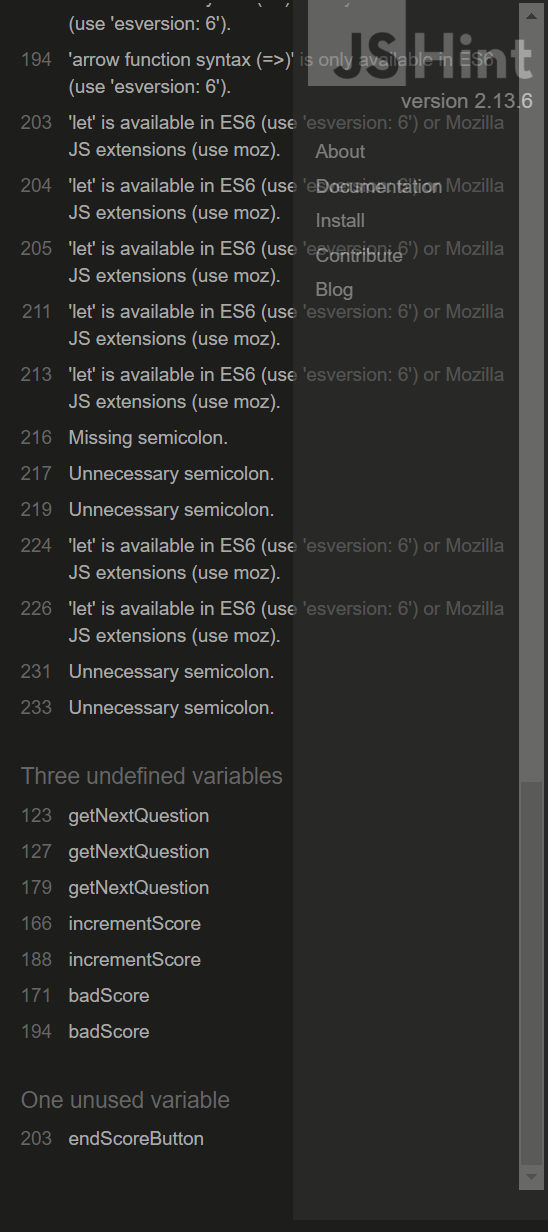 (use 'esversion: 6').
194 'arrow function syntax (=>)' is only available in ES6
(use 'esversion: 6').
203 'let' is available in ES6 (use 'esversion: 6') or Mozilla
JS extensions (use moz).
204 'let' is available in ES6 (use 'esversion: 6') or Mozilla
JS extensions (use moz).
205 'let' is available in ES6 (use 'esversion: 6') or Mozilla
JS extensions (use moz).
211 'let' is available in ES6 (use 'esversion: 6') or Mozilla
JS extensions (use moz).
213 'let' is available in ES6 (use 'esversion: 6') or Mozilla
JS extensions (use moz).
216 Missing semicolon.
217 Unnecessary semicolon.
219 Unnecessary semicolon.
224 'let' is available in ES6 (use 'esversion: 6') or Mozilla
JS extensions (use moz).
226 'let' is available in ES6 (use 'esversion: 6') or Mozilla
JS extensions (use moz).
231 Unnecessary semicolon.
233 Unnecessary semicolon.
Three undefined variables
123 getNextQuestion
127 getNextQuestion
179 getNextQuestion
166 incrementScore
188 incrementScore
171 badScore
194 badScore
One unused variable
203 endScoreButton
JSHint
version 2.13.6
About
Documentation
Install
Contribute
Blog